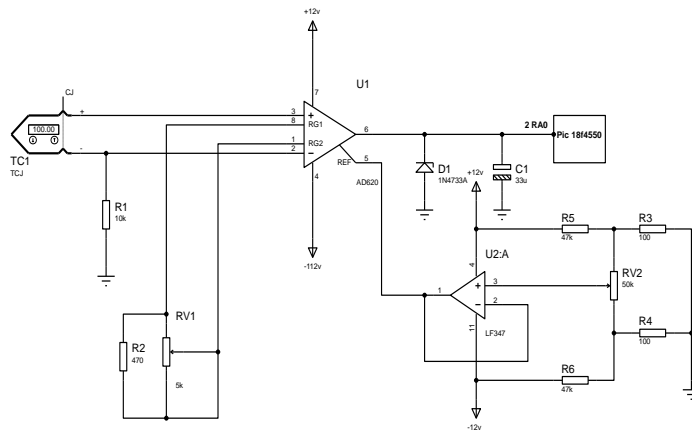 +12v
U1
CJ
7
+
3
+
8
RG1
100.00
1
RG2
6
2 RA0
Pic 18f4550
-
2
−
REF
5
TC1
TCJ
4
AD620
D1
1N4733A
C1
33u
+12v
R1
10k
-112v
R5
47k
R3
100
U2:A
4
1
+
3
−
2
RV2
50k
11
LF347
R4
100
RV1
R2
470
5k
R6
47k
-12v